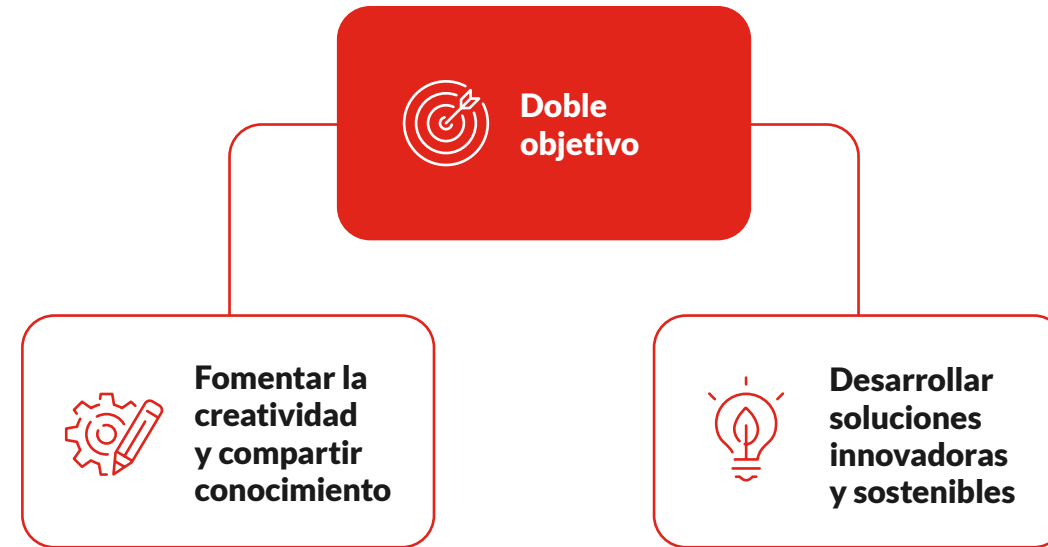 Doble
objetivo
Fomentar la
creatividad
y compartir
conocimiento
Desarrollar
soluciones
innovadoras
y sostenibles